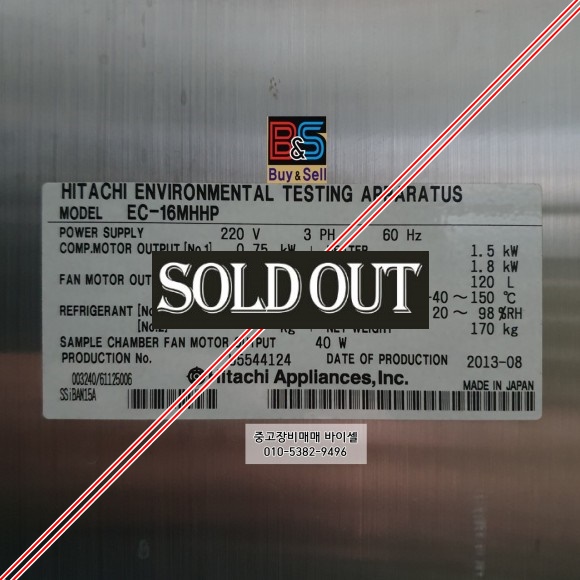 B&S
Buy & Sell
HITACHI ENVIRONMENTAL TESTING APPARATUS
MODEL EC-16MHHP
POWER SUPPLY 220 V 3 PH 60 Hz
COMP.MOTOR OUTPUT [No.1] 0.75 kW 1.5 kW
1.8 kW
FAN MOTOR 120 L
SOLD OUT
-40 ~ 150 ℃
REFRIGERANT 20 ~ 98 %RH
[No.2] kg NET WEIGHT 170 kg
SAMPLE CHAMBER FAN MOTOR OUTPUT 40 W
PRODUCTION No. DATE OF PRODUCTION 2013-08
003240/61125006 Hitachi Appliances, Inc. MADE IN JAPAN
SSiBAW15A
중고장비매매 바이셀
010-5382-9496